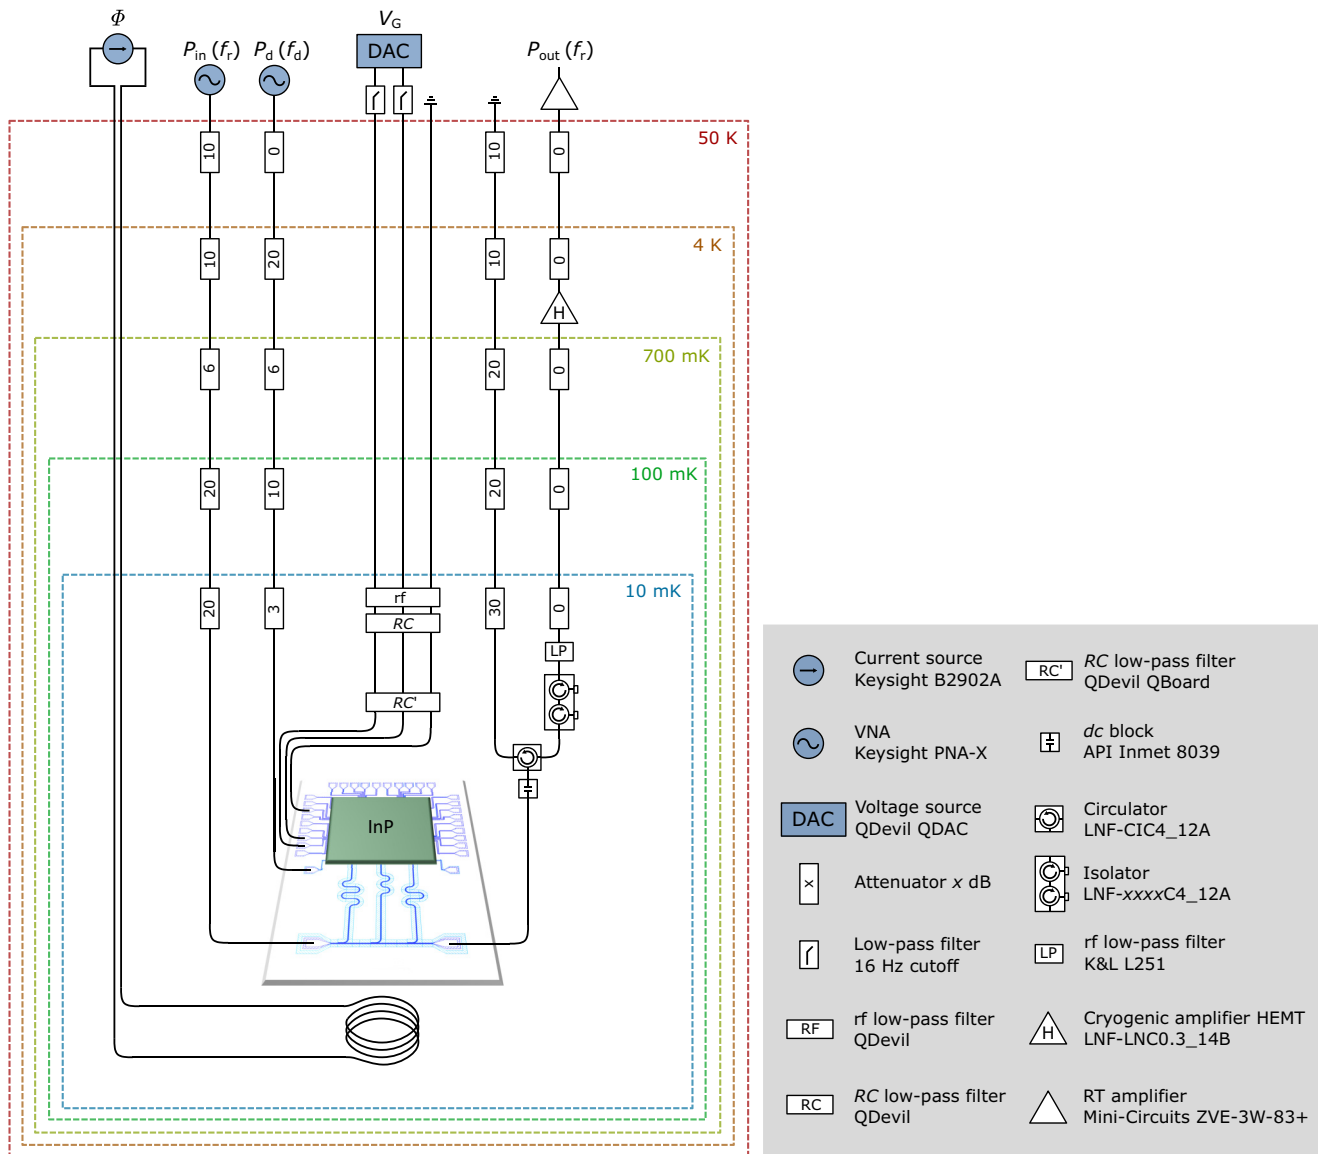 Φ
P_in (f_r)
P_d (f_d)
V_G
DAC
P_out (f_r)
50 K
10
0
10
0
4 K
10
20
10
0
H
700 mK
6
6
20
0
100 mK
20
10
20
0
10 mK
20
3
rf
RC
30
0
LP
RC'
InP
Current source
Keysight B2902A
RC'
RC low-pass filter
QDevil QBoard
VNA
Keysight PNA-X
dc block
API Inmet 8039
DAC
Voltage source
QDevil QDAC
Circulator
LNF-CIC4_12A
x
Attenuator x dB
Isolator
LNF-xxxxC4_12A
Low-pass filter
16 Hz cutoff
LP
rf low-pass filter
K&L L251
RF
rf low-pass filter
QDevil
H
Cryogenic amplifier HEMT
LNF-LNC0.3_14B
RC
RC low-pass filter
QDevil
RT amplifier
Mini-Circuits ZVE-3W-83+